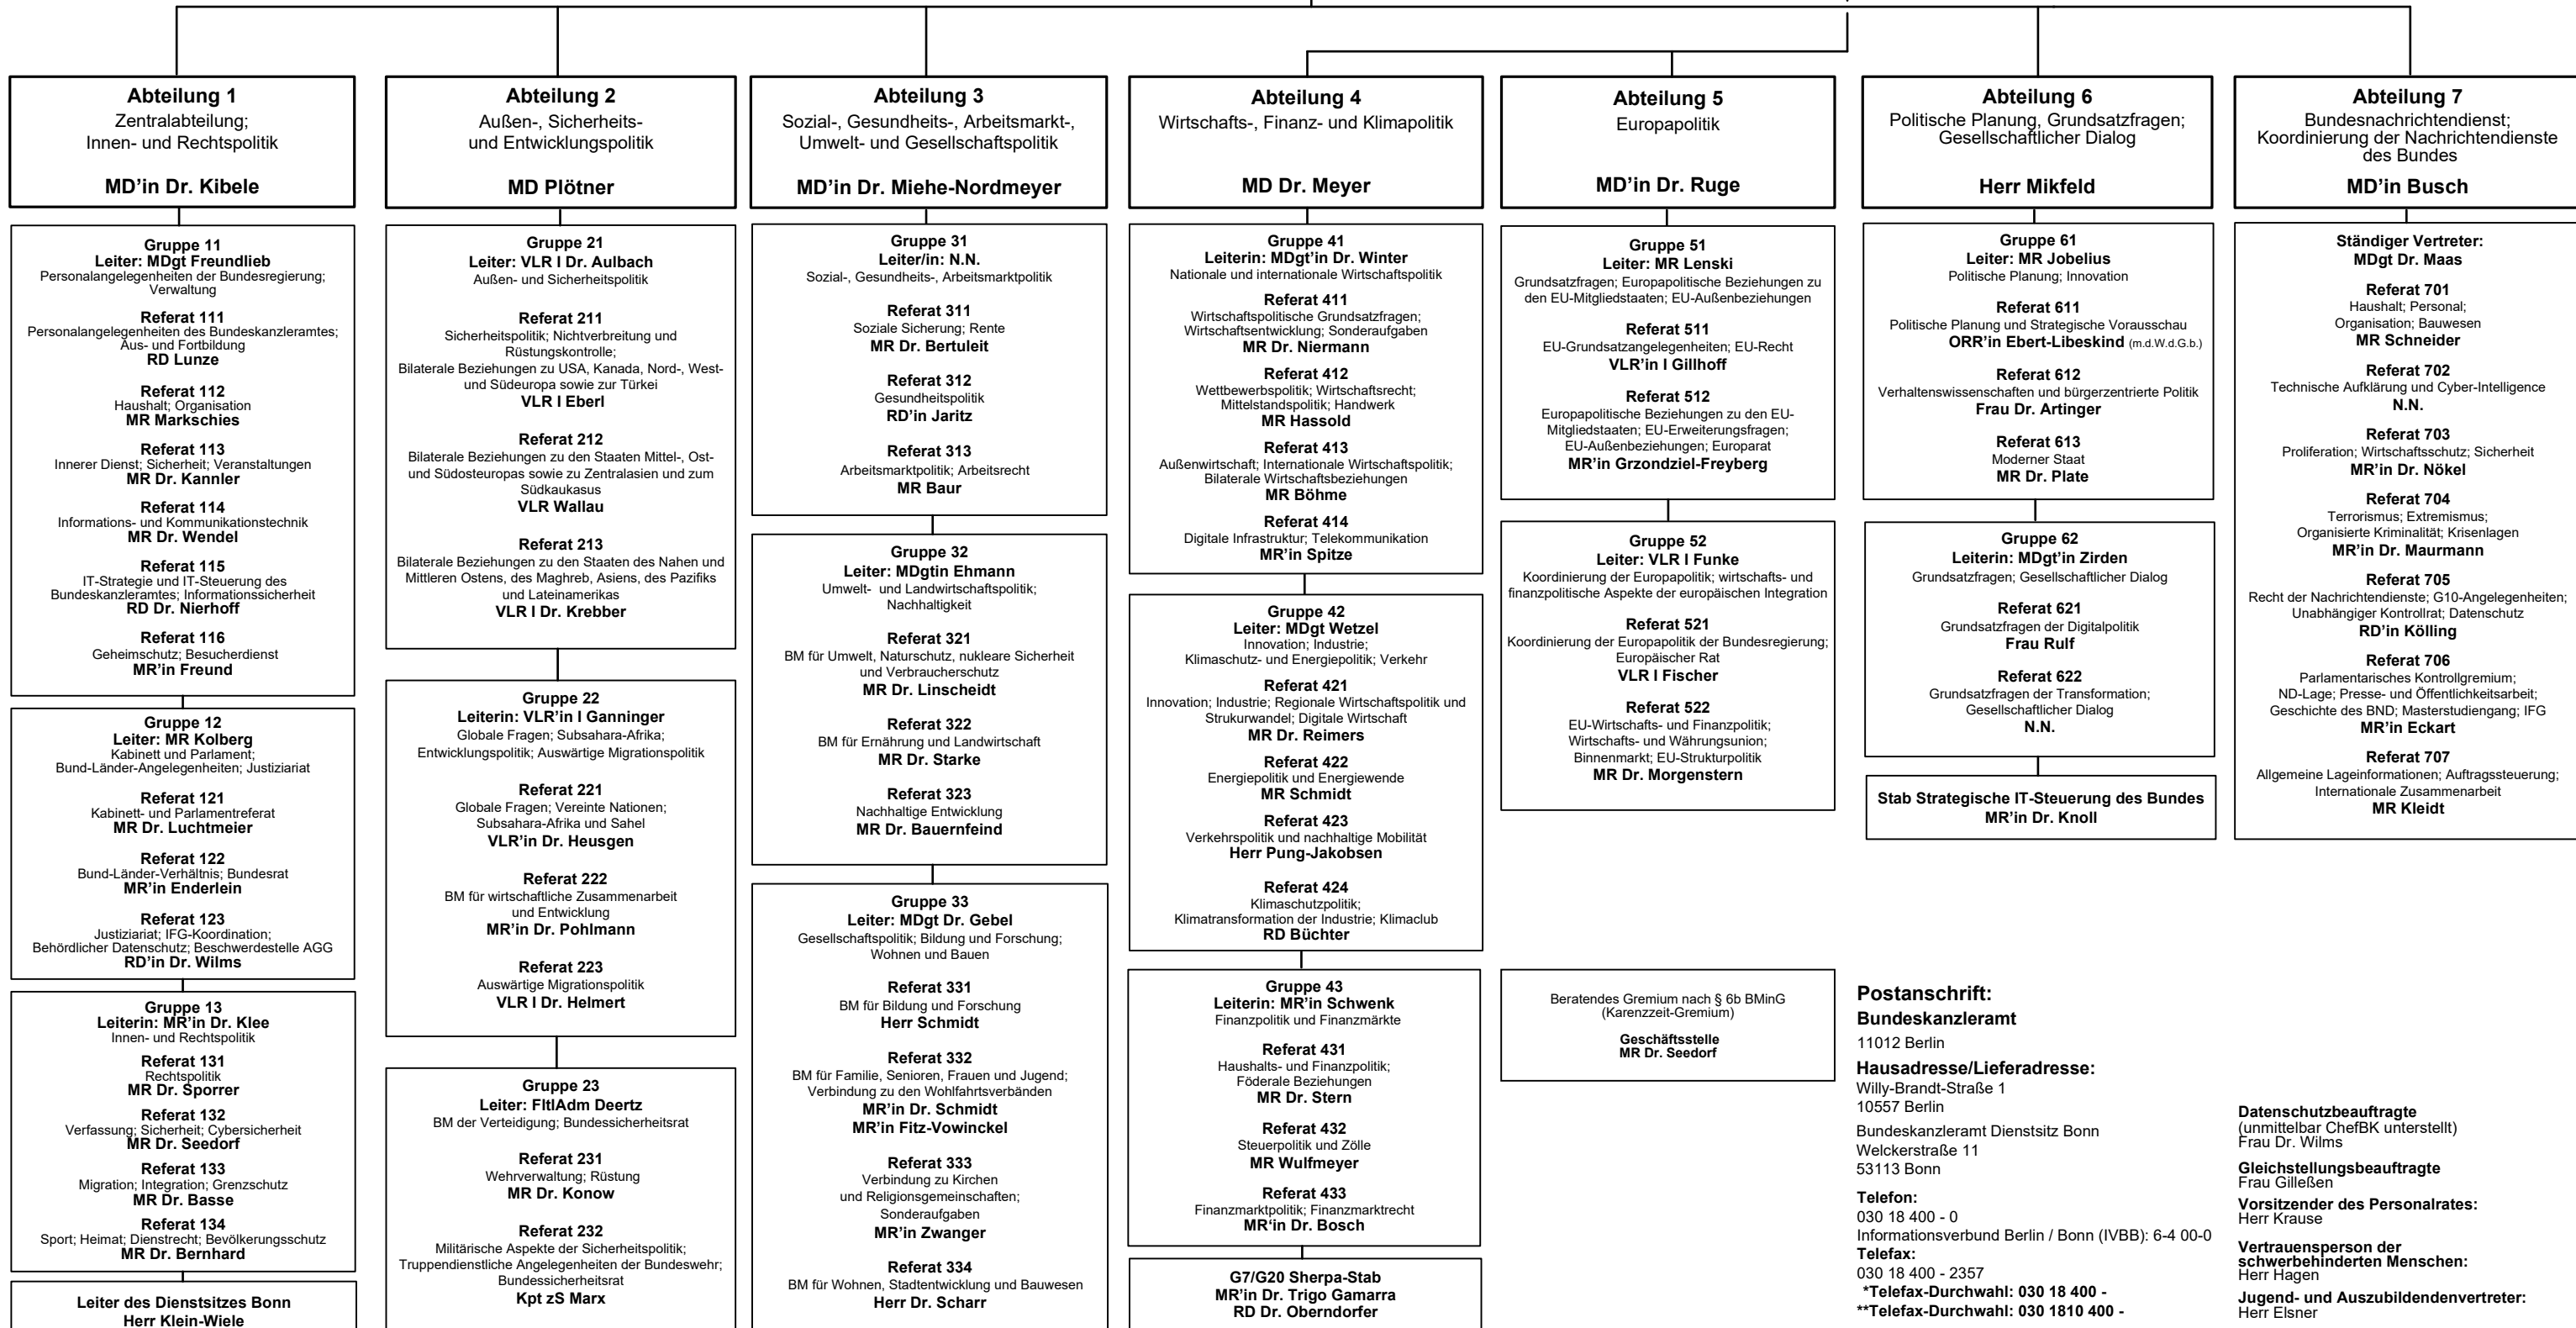 Abteilung 1
Zentralabteilung;
Innen- und Rechtspolitik
MD’in Dr. Kibele
Gruppe 11
Leiter: MDgt Freundlieb
Personalangelegenheiten der Bundesregierung;
Verwaltung
Referat 111
Personalangelegenheiten des Bundeskanzleramtes;
Aus- und Fortbildung
RD Lunze
Referat 112
Haushalt; Organisation
MR Markschies
Referat 113
Innerer Dienst; Sicherheit; Veranstaltungen
MR Dr. Kannler
Referat 114
Informations- und Kommunikationstechnik
MR Dr. Wendel
Referat 115
IT-Strategie und IT-Steuerung des
Bundeskanzleramtes; Informationssicherheit
RD Dr. Nierhoff
Referat 116
Geheimschutz; Besucherdienst
MR’in Freund
Gruppe 12
Leiter: MR Kolberg
Kabinett und Parlament;
Bund-Länder-Angelegenheiten; Justiziariat
Referat 121
Kabinett- und Parlamentreferat
MR Dr. Luchtmeier
Referat 122
Bund-Länder-Verhältnis; Bundesrat
MR’in Enderlein
Referat 123
Justiziariat; IFG-Koordination;
Behördlicher Datenschutz; Beschwerdestelle AGG
RD’in Dr. Wilms
Gruppe 13
Leiterin: MR’in Dr. Klee
Innen- und Rechtspolitik
Referat 131
Rechtspolitik
MR Dr. Sporrer
Referat 132
Verfassung; Sicherheit; Cybersicherheit
MR Dr. Seedorf
Referat 133
Migration; Integration; Grenzschutz
MR Dr. Basse
Referat 134
Sport; Heimat; Dienstrecht; Bevölkerungsschutz
MR Dr. Bernhard
Leiter des Dienstsitzes Bonn
Herr Klein-Wiele
Abteilung 2
Außen-, Sicherheits-
und Entwicklungspolitik
MD Plötner
Gruppe 21
Leiter: VLR I Dr. Aulbach
Außen- und Sicherheitspolitik
Referat 211
Sicherheitspolitik; Nichtverbreitung und
Rüstungskontrolle;
Bilaterale Beziehungen zu USA, Kanada, Nord-, West-
und Südeuropa sowie zur Türkei
VLR I Eberl
Referat 212
Bilaterale Beziehungen zu den Staaten Mittel-, Ost-
und Südosteuropas sowie zu Zentralasien und zum
Südkaukasus
VLR Wallau
Referat 213
Bilaterale Beziehungen zu den Staaten des Nahen und
Mittleren Ostens, des Maghreb, Asiens, des Pazifiks
und Lateinamerikas
VLR I Dr. Krebber
Gruppe 22
Leiterin: VLR’in I Ganninger
Globale Fragen; Subsahara-Afrika;
Entwicklungspolitik; Auswärtige Migrationspolitik
Referat 221
Globale Fragen; Vereinte Nationen;
Subsahara-Afrika und Sahel
VLR’in Dr. Heusgen
Referat 222
BM für wirtschaftliche Zusammenarbeit
und Entwicklung
MR’in Dr. Pohlmann
Referat 223
Auswärtige Migrationspolitik
VLR I Dr. Helmert
Gruppe 23
Leiter: FltlAdm Deertz
BM der Verteidigung; Bundessicherheitsrat
Referat 231
Wehrverwaltung; Rüstung
MR Dr. Konow
Referat 232
Militärische Aspekte der Sicherheitspolitik;
Truppendienstliche Angelegenheiten der Bundeswehr;
Bundessicherheitsrat
Kpt zS Marx
Abteilung 3
Sozial-, Gesundheits-, Arbeitsmarkt-,
Umwelt- und Gesellschaftspolitik
MD’in Dr. Miehe-Nordmeyer
Gruppe 31
Leiter/in: N.N.
Sozial-, Gesundheits-, Arbeitsmarktpolitik
Referat 311
Soziale Sicherung; Rente
MR Dr. Bertuleit
Referat 312
Gesundheitspolitik
RD’in Jaritz
Referat 313
Arbeitsmarktpolitik; Arbeitsrecht
MR Baur
Gruppe 32
Leiter: MDgtin Ehmann
Umwelt- und Landwirtschaftspolitik;
Nachhaltigkeit
Referat 321
BM für Umwelt, Naturschutz, nukleare Sicherheit
und Verbraucherschutz
MR Dr. Linscheidt
Referat 322
BM für Ernährung und Landwirtschaft
MR Dr. Starke
Referat 323
Nachhaltige Entwicklung
MR Dr. Bauernfeind
Gruppe 33
Leiter: MDgt Dr. Gebel
Gesellschaftspolitik; Bildung und Forschung;
Wohnen und Bauen
Referat 331
BM für Bildung und Forschung
Herr Schmidt
Referat 332
BM für Familie, Senioren, Frauen und Jugend;
Verbindung zu den Wohlfahrtsverbänden
MR’in Dr. Schmidt
MR’in Fitz-Vowinckel
Referat 333
Verbindung zu Kirchen
und Religionsgemeinschaften;
Sonderaufgaben
MR’in Zwanger
Referat 334
BM für Wohnen, Stadtentwicklung und Bauwesen
Herr Dr. Scharr
Abteilung 4
Wirtschafts-, Finanz- und Klimapolitik
MD Dr. Meyer
Gruppe 41
Leiterin: MDgt’in Dr. Winter
Nationale und internationale Wirtschaftspolitik
Referat 411
Wirtschaftspolitische Grundsatzfragen;
Wirtschaftsentwicklung; Sonderaufgaben
MR Dr. Niermann
Referat 412
Wettbewerbspolitik; Wirtschaftsrecht;
Mittelstandspolitik; Handwerk
MR Hassold
Referat 413
Außenwirtschaft; Internationale Wirtschaftspolitik;
Bilaterale Wirtschaftsbeziehungen
MR Böhme
Referat 414
Digitale Infrastruktur; Telekommunikation
MR’in Spitze
Gruppe 42
Leiter: MDgt Wetzel
Innovation; Industrie;
Klimaschutz- und Energiepolitik; Verkehr
Referat 421
Innovation; Industrie; Regionale Wirtschaftspolitik und
Strukurwandel; Digitale Wirtschaft
MR Dr. Reimers
Referat 422
Energiepolitik und Energiewende
MR Schmidt
Referat 423
Verkehrspolitik und nachhaltige Mobilität
Herr Pung-Jakobsen
Referat 424
Klimaschutzpolitik;
Klimatransformation der Industrie; Klimaclub
RD Büchter
Gruppe 43
Leiterin: MR’in Schwenk
Finanzpolitik und Finanzmärkte
Referat 431
Haushalts- und Finanzpolitik;
Föderale Beziehungen
MR Dr. Stern
Referat 432
Steuerpolitik und Zölle
MR Wulfmeyer
Referat 433
Finanzmarktpolitik; Finanzmarktrecht
MR‘in Dr. Bosch
G7/G20 Sherpa-Stab
MR’in Dr. Trigo Gamarra
RD Dr. Oberndorfer
Abteilung 5
Europapolitik
MD’in Dr. Ruge
Gruppe 51
Leiter: MR Lenski
Grundsatzfragen; Europapolitische Beziehungen zu
den EU-Mitgliedstaaten; EU-Außenbeziehungen
Referat 511
EU-Grundsatzangelegenheiten; EU-Recht
VLR’in I Gillhoff
Referat 512
Europapolitische Beziehungen zu den EU-
Mitgliedstaaten; EU-Erweiterungsfragen;
EU-Außenbeziehungen; Europarat
MR’in Grzondziel-Freyberg
Gruppe 52
Leiter: VLR I Funke
Koordinierung der Europapolitik; wirtschafts- und
finanzpolitische Aspekte der europäischen Integration
Referat 521
Koordinierung der Europapolitik der Bundesregierung;
Europäischer Rat
VLR I Fischer
Referat 522
EU-Wirtschafts- und Finanzpolitik;
Wirtschafts- und Währungsunion;
Binnenmarkt; EU-Strukturpolitik
MR Dr. Morgenstern
Beratendes Gremium nach § 6b BMinG
(Karenzzeit-Gremium)
Geschäftsstelle
MR Dr. Seedorf
Abteilung 6
Politische Planung, Grundsatzfragen;
Gesellschaftlicher Dialog
Herr Mikfeld
Gruppe 61
Leiter: MR Jobelius
Politische Planung; Innovation
Referat 611
Politische Planung und Strategische Vorausschau
ORR’in Ebert-Libeskind (m.d.W.d.G.b.)
Referat 612
Verhaltenswissenschaften und bürgerzentrierte Politik
Frau Dr. Artinger
Referat 613
Moderner Staat
MR Dr. Plate
Gruppe 62
Leiterin: MDgt’in Zirden
Grundsatzfragen; Gesellschaftlicher Dialog
Referat 621
Grundsatzfragen der Digitalpolitik
Frau Rulf
Referat 622
Grundsatzfragen der Transformation;
Gesellschaftlicher Dialog
N.N.
Stab Strategische IT-Steuerung des Bundes
MR’in Dr. Knoll
Abteilung 7
Bundesnachrichtendienst;
Koordinierung der Nachrichtendienste
des Bundes
MD’in Busch
Ständiger Vertreter:
MDgt Dr. Maas
Referat 701
Haushalt; Personal;
Organisation; Bauwesen
MR Schneider
Referat 702
Technische Aufklärung und Cyber-Intelligence
N.N.
Referat 703
Proliferation; Wirtschaftsschutz; Sicherheit
MR’in Dr. Nökel
Referat 704
Terrorismus; Extremismus;
Organisierte Kriminalität; Krisenlagen
MR’in Dr. Maurmann
Referat 705
Recht der Nachrichtendienste; G10-Angelegenheiten;
Unabhängiger Kontrollrat; Datenschutz
RD’in Kölling
Referat 706
Parlamentarisches Kontrollgremium;
ND-Lage; Presse- und Öffentlichkeitsarbeit;
Geschichte des BND; Masterstudiengang; IFG
MR’in Eckart
Referat 707
Allgemeine Lageinformationen; Auftragssteuerung;
Internationale Zusammenarbeit
MR Kleidt
Postanschrift:
Bundeskanzleramt
11012 Berlin
Hausadresse/Lieferadresse:
Willy-Brandt-Straße 1
10557 Berlin
Bundeskanzleramt Dienstsitz Bonn
Welckerstraße 11
53113 Bonn
Telefon:
030 18 400 - 0
Informationsverbund Berlin / Bonn (IVBB): 6-4 00-0
Telefax:
030 18 400 - 2357
*Telefax-Durchwahl: 030 18 400 -
**Telefax-Durchwahl: 030 1810 400 -
Datenschutzbeauftragte
(unmittelbar ChefBK unterstellt)
Frau Dr. Wilms
Gleichstellungsbeauftragte
Frau Gilleßen
Vorsitzender des Personalrates:
Herr Krause
Vertrauensperson der
schwerbehinderten Menschen:
Herr Hagen
Jugend- und Auszubildendenvertreter:
Herr Elsner